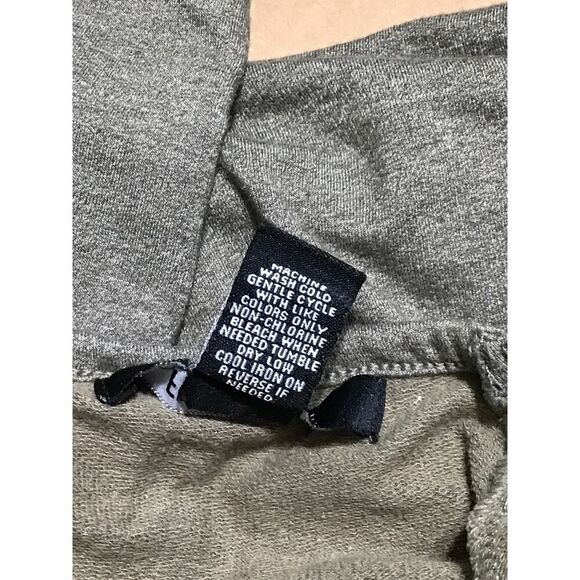 MACHINE
WASH COLD
GENTLE CYCLE
WITH LIKE
COLORS ONLY
NON-CHLORINE
BLEACH WHEN
NEEDED TUMBLE
DRY LOW
COOL IRON ON
REVERSE IF
NEEDED